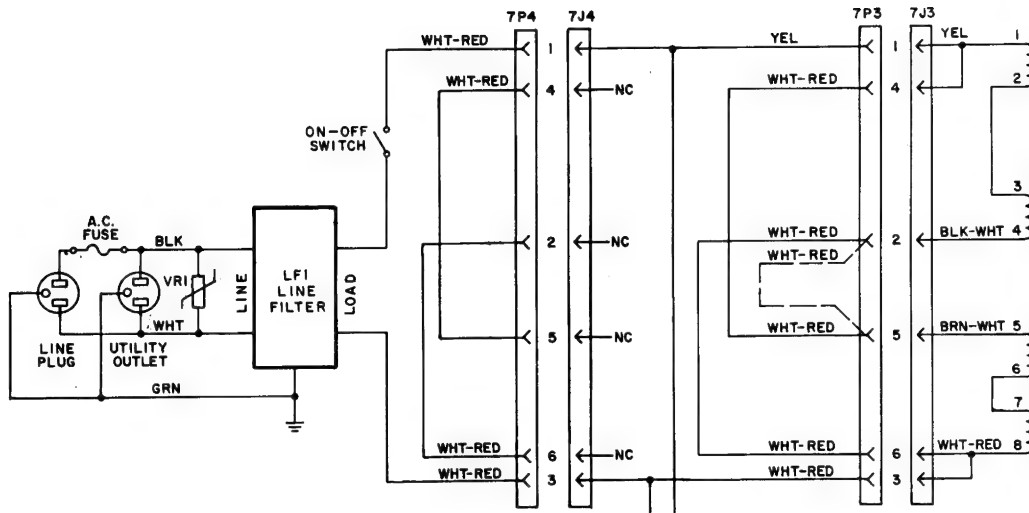 7P4 7J4 7P3 7J3
WHT-RED 1 YEL 1 YEL 1
WHT-RED 4 NC WHT-RED 4 2
ON-OFF
SWITCH
3
A.C.
FUSE
BLK WHT-RED 2 BLK-WHT 4
2 NC WHT-RED
VR1
LINE
LF1
LINE
FILTER
LOAD
WHT 5 NC WHT-RED 5 BRN-WHT 5
LINE
PLUG
UTILITY
OUTLET
6
GRN
7
WHT-RED 6 NC WHT-RED 6 WHT-RED 8
WHT-RED 3 WHT-RED 3